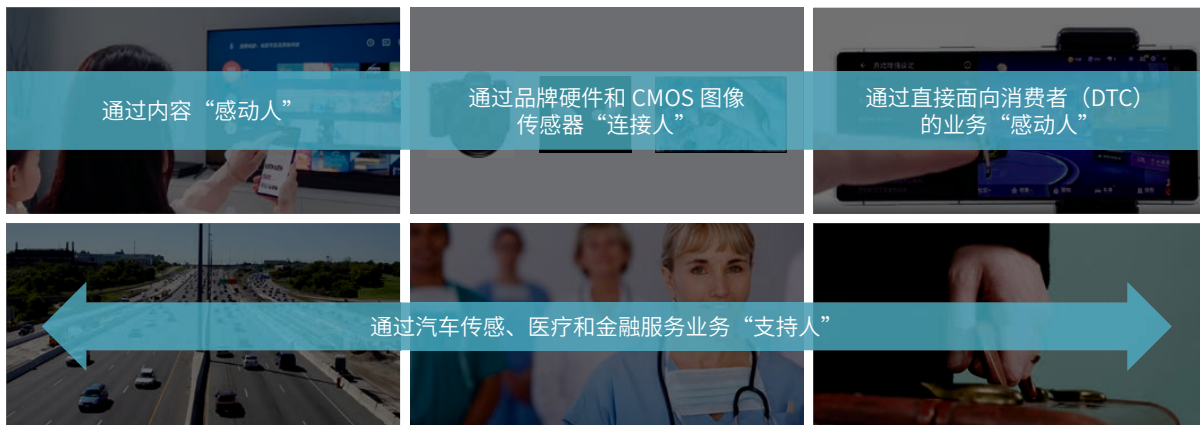 通过内容“感动人”
通过品牌硬件和 CMOS 图像
传感器“连接人”
通过直接面向消费者（DTC）
的业务“感动人”
通过汽车传感、医疗和金融服务业务“支持人”